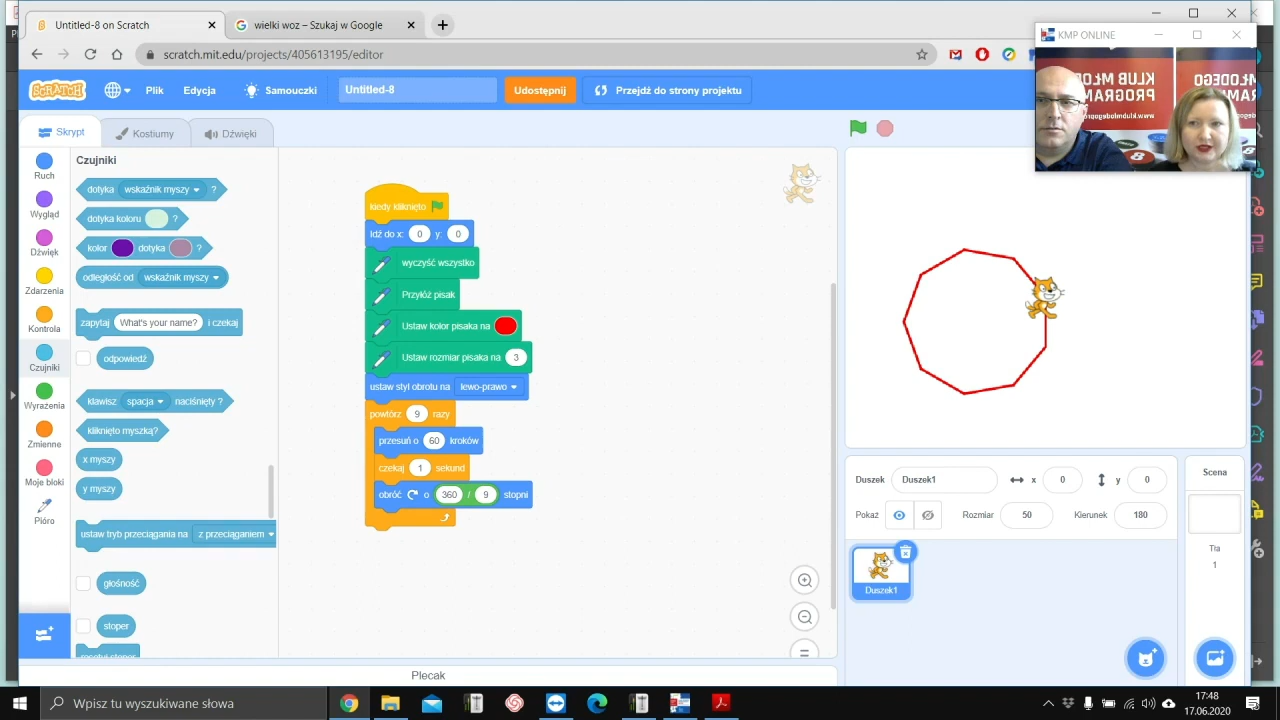 Untitled-8 on Scratch
wielki woz – Szukaj w Google
KMP ONLINE
scratch.mit.edu/projects/405613195/editor
SCRATCH
Plik
Edycja
Samouczki
Untitled-8
Udostępnij
Przejdź do strony projektu
Skrypt
Kostiumy
Dźwięki
Ruch
Wygląd
Dźwięk
Zdarzenia
Kontrola
Czujniki
Wyrażenia
Zmienne
Moje bloki
Pióro
Czujniki
dotyka wskaźnik myszy ?
dotyka koloru ?
kolor dotyka ?
odległość od wskaźnik myszy
zapytaj What's your name? i czekaj
odpowiedź
klawisz spacja naciśnięty ?
kliknięto myszką?
x myszy
y myszy
ustaw tryb przeciągania na z przeciąganiem
głośność
stoper
resetuj stoper
kiedy kliknięto
Idź do x: 0 y: 0
wyczyść wszystko
Przyłóż pisak
Ustaw kolor pisaka na
Ustaw rozmiar pisaka na 3
ustaw styl obrotu na lewo-prawo
powtórz 9 razy
przesuń o 60 kroków
czekaj 1 sekund
obróć o 360 / 9 stopni
Duszek
Duszek1
x
0
y
0
Pokaż
Rozmiar
50
Kierunek
180
Duszek1
Scena
Tła
1
Plecak
Wpisz tu wyszukiwane słowa
17:48
17.06.2020